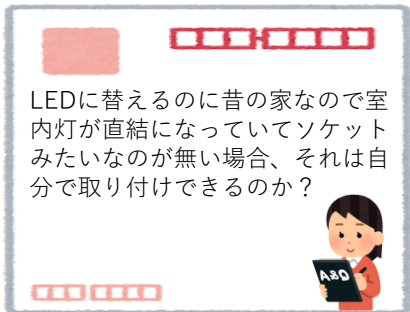 LEDに替えるのに昔の家なので室
内灯が直結になっていてソケット
みたいなのが無い場合、それは自
分で取り付けできるのか？
A&D